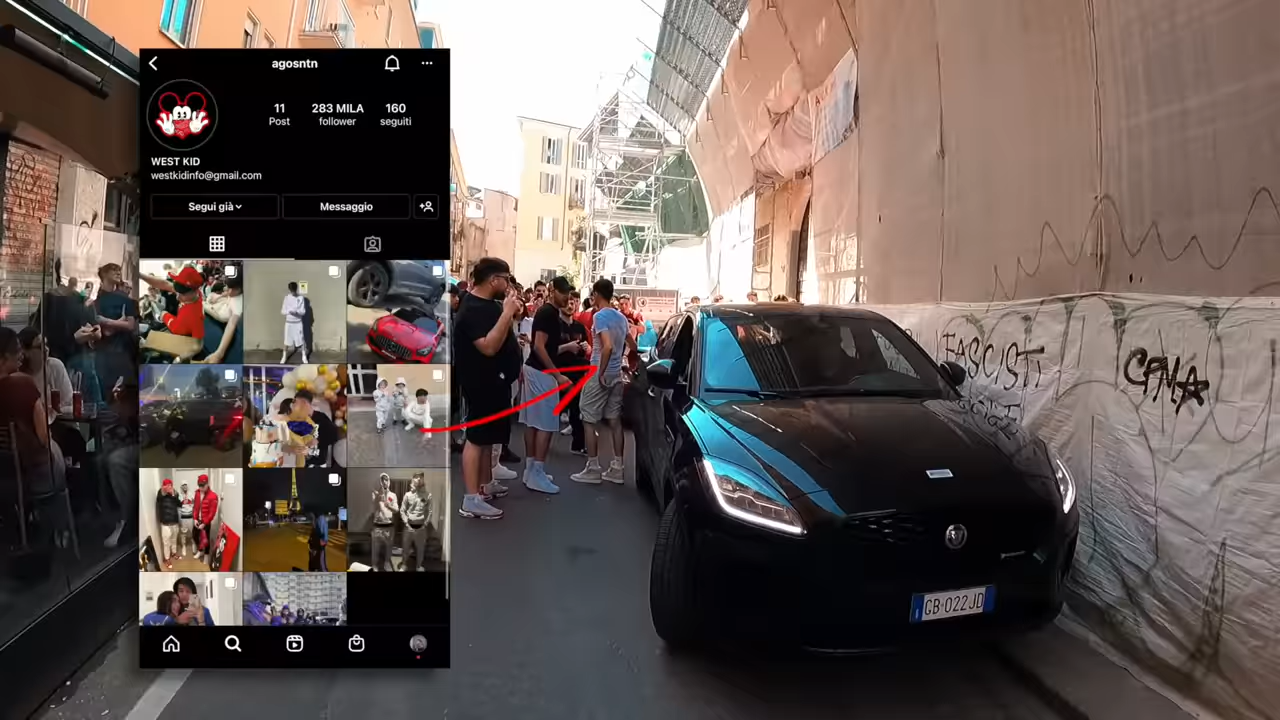 agosntn
11 283 MILA 160
Post follower seguiti
WEST KID
westkidinfo@gmail.com
Segui già Messaggio
FASCISTI
CFMA
GB 022JD